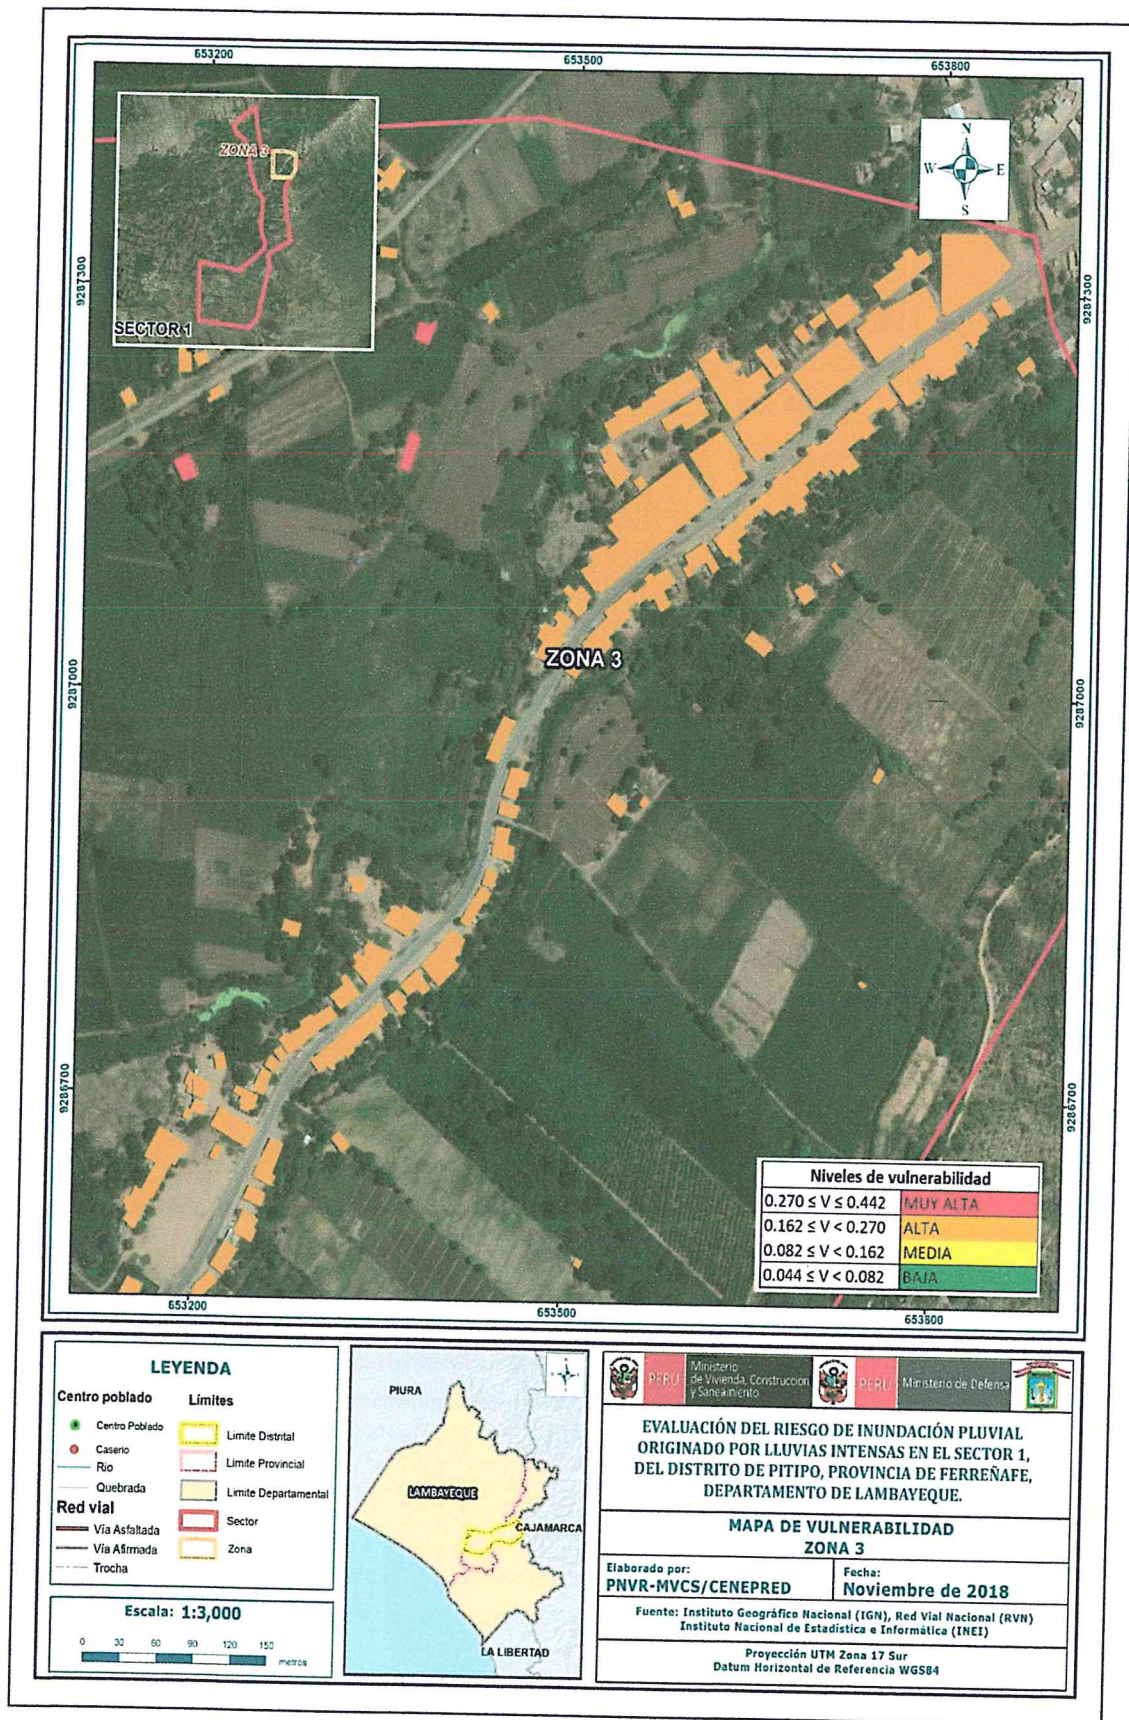 653200
653500
653800
ZONA 3
SECTOR 1
N
W
E
S
9287300
9287300
ZONA 3
9287000
9287000
9286700
9286700
Niveles de vulnerabilidad
0.270 ≤ V ≤ 0.442 MUY ALTA
0.162 ≤ V < 0.270 ALTA
0.082 ≤ V < 0.162 MEDIA
0.044 ≤ V < 0.082 BAJA
653200
653500
653800
LEYENDA
Centro poblado
Centro Poblado
Caserio
Rio
Quebrada
Red vial
Vía Asfaltada
Vía Afirmada
Trocha
Límites
Limite Distrital
Limite Provincial
Limite Departamental
Sector
Zona
Escala: 1:3,000
0 30 60 90 120 150
metros
PIURA
LAMBAYEQUE
CAJAMARCA
LA LIBERTAD
PERÚ
Ministerio
de Vivienda, Construcción
y Saneamiento
PERÚ
Ministerio de Defensa
EVALUACIÓN DEL RIESGO DE INUNDACIÓN PLUVIAL
ORIGINADO POR LLUVIAS INTENSAS EN EL SECTOR 1,
DEL DISTRITO DE PITIPO, PROVINCIA DE FERREÑAFE,
DEPARTAMENTO DE LAMBAYEQUE.
MAPA DE VULNERABILIDAD
ZONA 3
Elaborado por:
PNVR-MVCS/CENEPRED
Fecha:
Noviembre de 2018
Fuente: Instituto Geográfico Nacional (IGN), Red Vial Nacional (RVN)
Instituto Nacional de Estadística e Informática (INEI)
Proyección UTM Zona 17 Sur
Datum Horizontal de Referencia WGS84